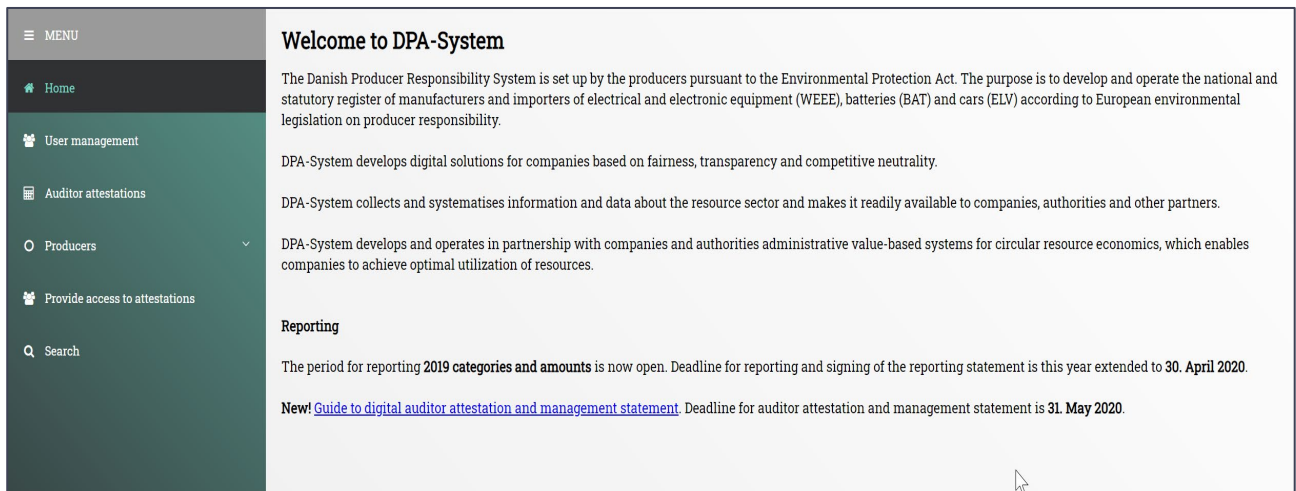 MENU
Home
User management
Auditor attestations
Producers
Provide access to attestations
Search
Welcome to DPA-System
The Danish Producer Responsibility System is set up by the producers pursuant to the Environmental Protection Act. The purpose is to develop and operate the national and
statutory register of manufacturers and importers of electrical and electronic equipment (WEEE), batteries (BAT) and cars (ELV) according to European environmental
legislation on producer responsibility.
DPA-System develops digital solutions for companies based on fairness, transparency and competitive neutrality.
DPA-System collects and systematises information and data about the resource sector and makes it readily available to companies, authorities and other partners.
DPA-System develops and operates in partnership with companies and authorities administrative value-based systems for circular resource economics, which enables
companies to achieve optimal utilization of resources.
Reporting
The period for reporting 2019 categories and amounts is now open. Deadline for reporting and signing of the reporting statement is this year extended to 30. April 2020.
New! Guide to digital auditor attestation and management statement. Deadline for auditor attestation and management statement is 31. May 2020.